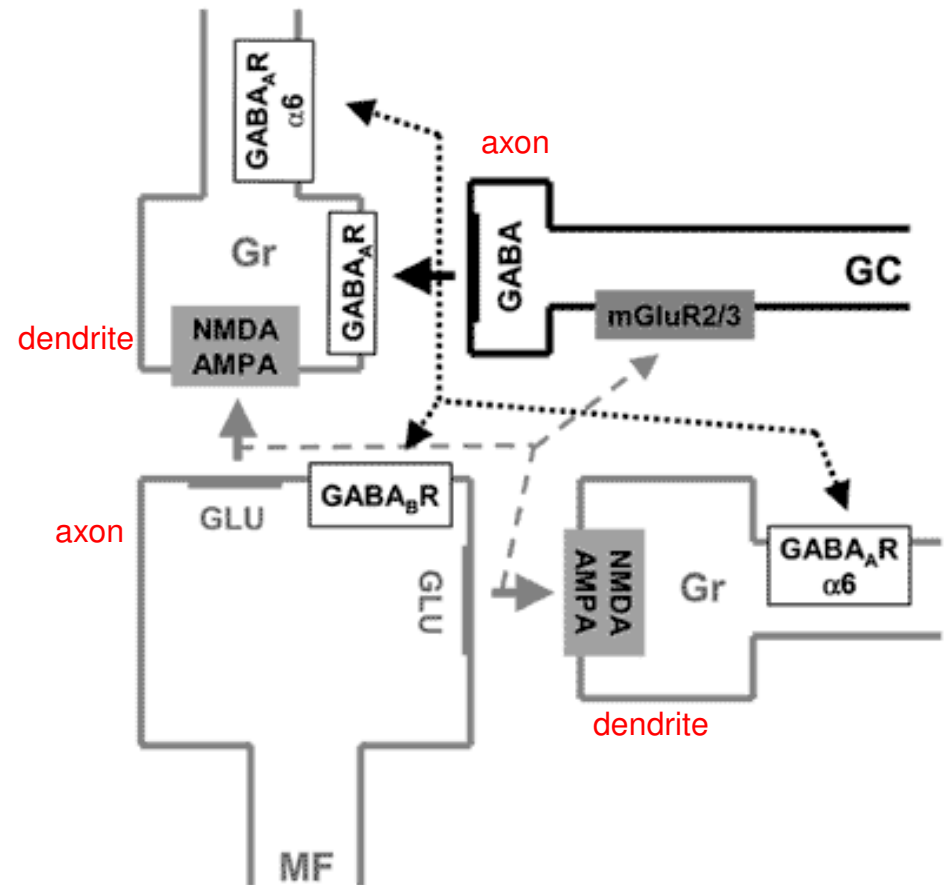 GABAAR
α6
axon
Gr
GABAAR
GABA
GC
mGluR2/3
dendrite
NMDA
AMPA
GLU
GABABR
axon
GLU
NMDA
AMPA
Gr
GABAAR
α6
dendrite
MF